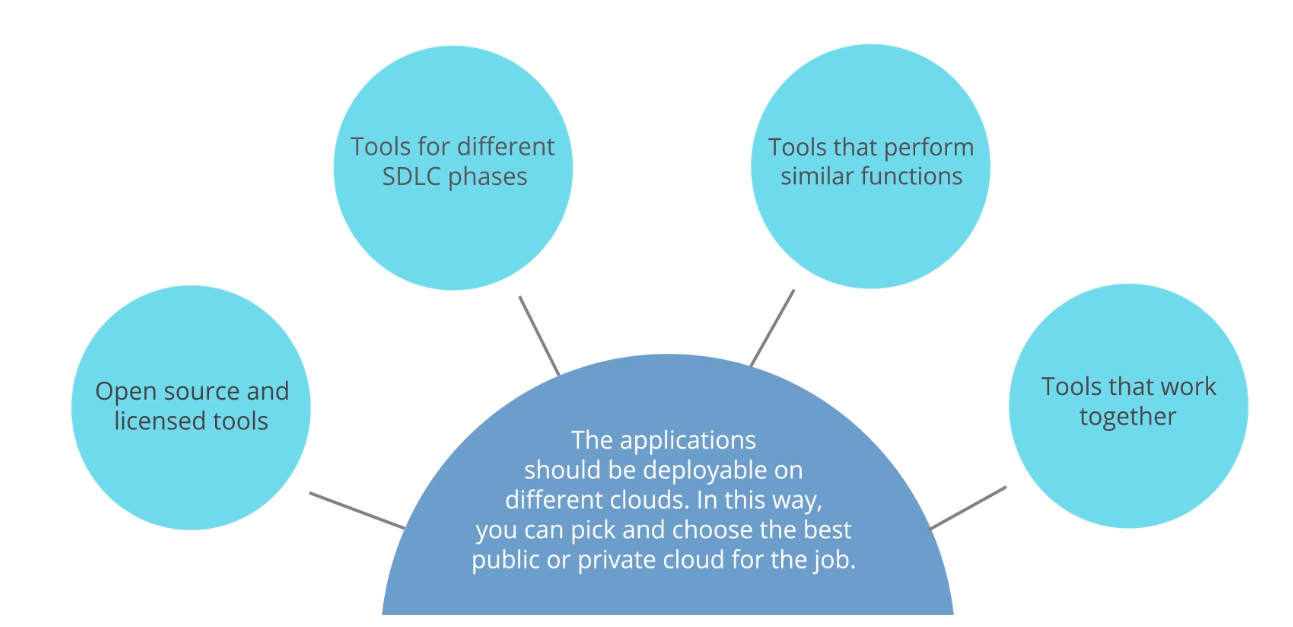 Tools for different
SDLC phases
Tools that perform
similar functions
Open source and
licensed tools
Tools that work
together
The applications
should be deployable on
different clouds. In this way,
you can pick and choose the best
public or private cloud for the job.